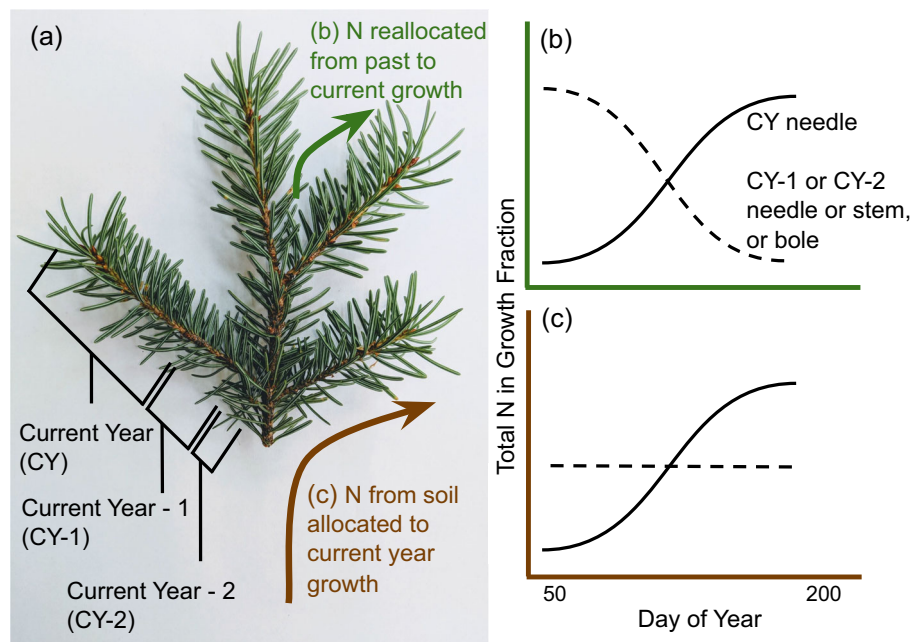 (a)
(b) N reallocated
from past to
current growth
Current Year
(CY)
Current Year - 1
(CY-1)
Current Year - 2
(CY-2)
(c) N from soil
allocated to
current year
growth
Total N in Growth Fraction
(b)
CY needle
CY-1 or CY-2
needle or stem,
or bole
(c)
50
200
Day of Year